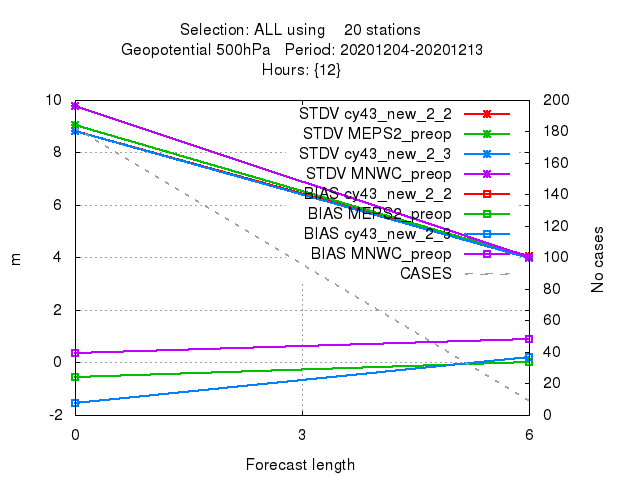 Selection: ALL using 20 stations
Geopotential 500hPa Period: 20201204-20201213
Hours: {12}
10
8
6
4
2
0
-2
m
200
180
160
140
120
100
80
60
40
20
0
No cases
STDV cy43_new_2_2
STDV MEPS2_preop
STDV cy43_new_2_3
STDV MNWC_preop
BIAS cy43_new_2_2
BIAS MEPS2_preop
BIAS cy43_new_2_3
BIAS MNWC_preop
CASES
0
3
6
Forecast length